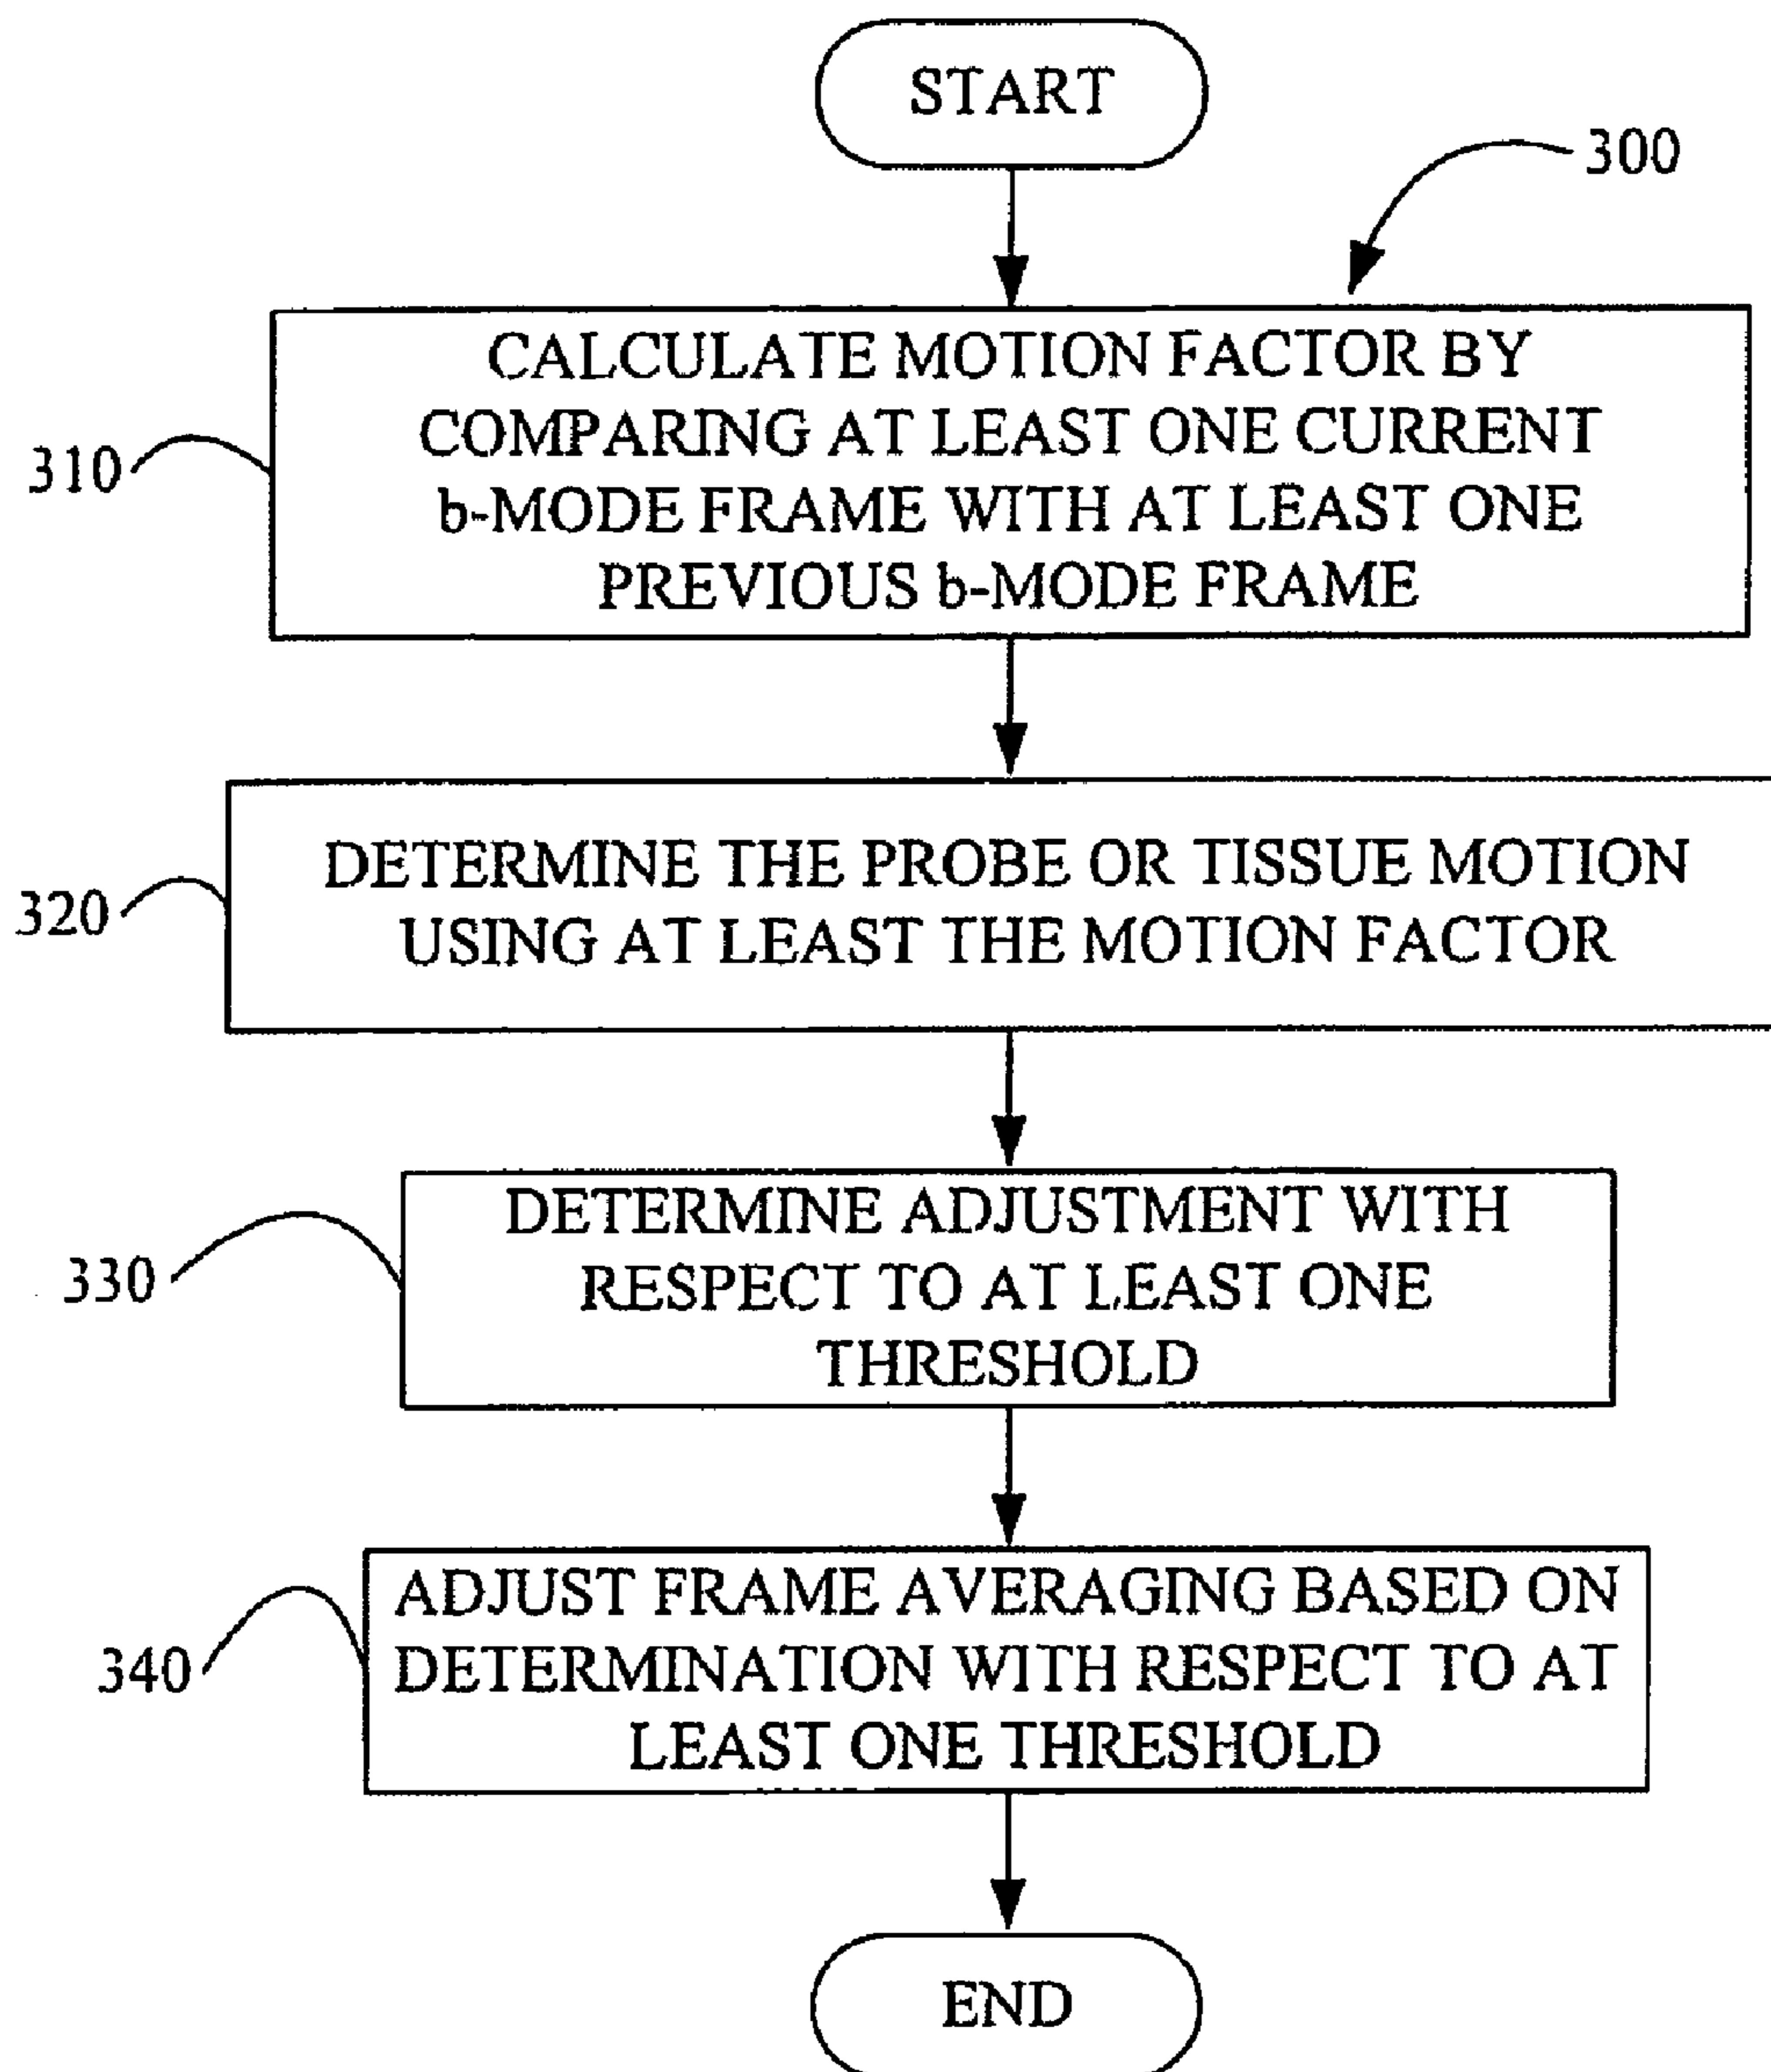 START
300
CALCULATE MOTION FACTOR BY
COMPARING AT LEAST ONE CURRENT
b-MODE FRAME WITH AT LEAST ONE
PREVIOUS b-MODE FRAME
310
DETERMINE THE PROBE OR TISSUE MOTION
USING AT LEAST THE MOTION FACTOR
320
DETERMINE ADJUSTMENT WITH
RESPECT TO AT LEAST ONE
THRESHOLD
330
ADJUST FRAME AVERAGING BASED ON
DETERMINATION WITH RESPECT TO AT
LEAST ONE THRESHOLD
340
END